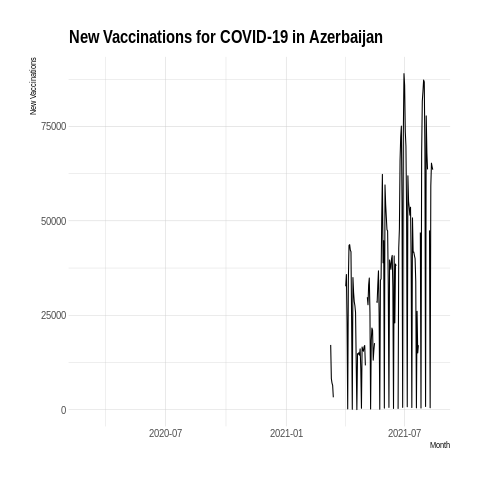 New Vaccinations for COVID-19 in Azerbaijan
New Vaccinations
75000
50000
25000
0
2020-07
2021-01
2021-07
Month